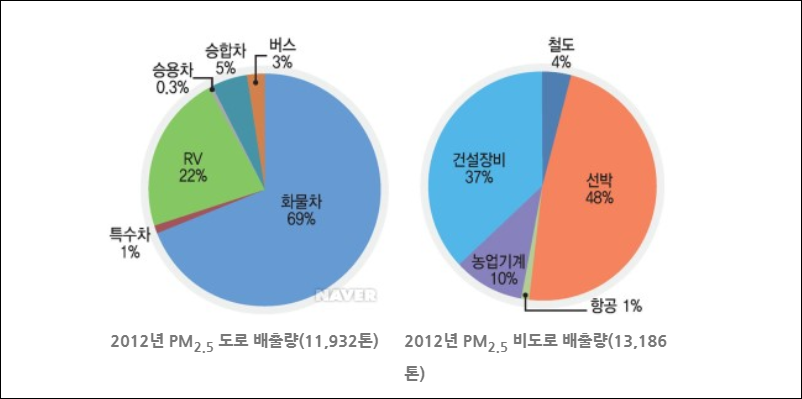 승용차
0.3%
승합차
5%
버스
3%
RV
22%
화물차
69%
특수차
1%
NAVER
2012년 PM2.5 도로 배출량(11,932톤)
철도
4%
건설장비
37%
선박
48%
농업기계
10%
항공 1%
2012년 PM2.5 비도로 배출량(13,186
톤)